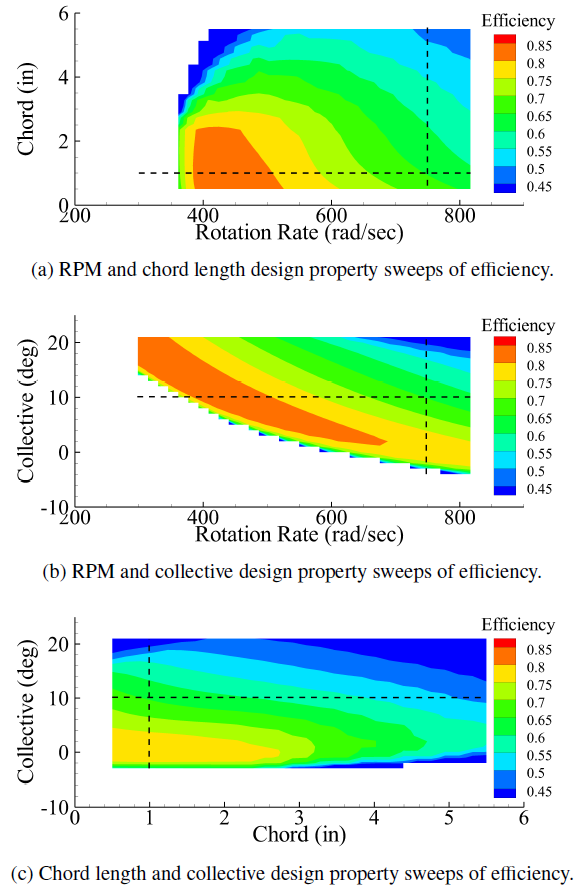 Efficiency
6
4
2
0
Chord (in)
0.85
0.8
0.75
0.7
0.65
0.6
0.55
0.5
0.45
200 400 600 800
Rotation Rate (rad/sec)
(a) RPM and chord length design property sweeps of efficiency.
Efficiency
20
10
0
-10
Collective (deg)
0.85
0.8
0.75
0.7
0.65
0.6
0.55
0.5
0.45
200 400 600 800
Rotation Rate (rad/sec)
(b) RPM and collective design property sweeps of efficiency.
Efficiency
20
10
0
-10
Collective (deg)
0.85
0.8
0.75
0.7
0.65
0.6
0.55
0.5
0.45
0 1 2 3 4 5 6
Chord (in)
(c) Chord length and collective design property sweeps of efficiency.